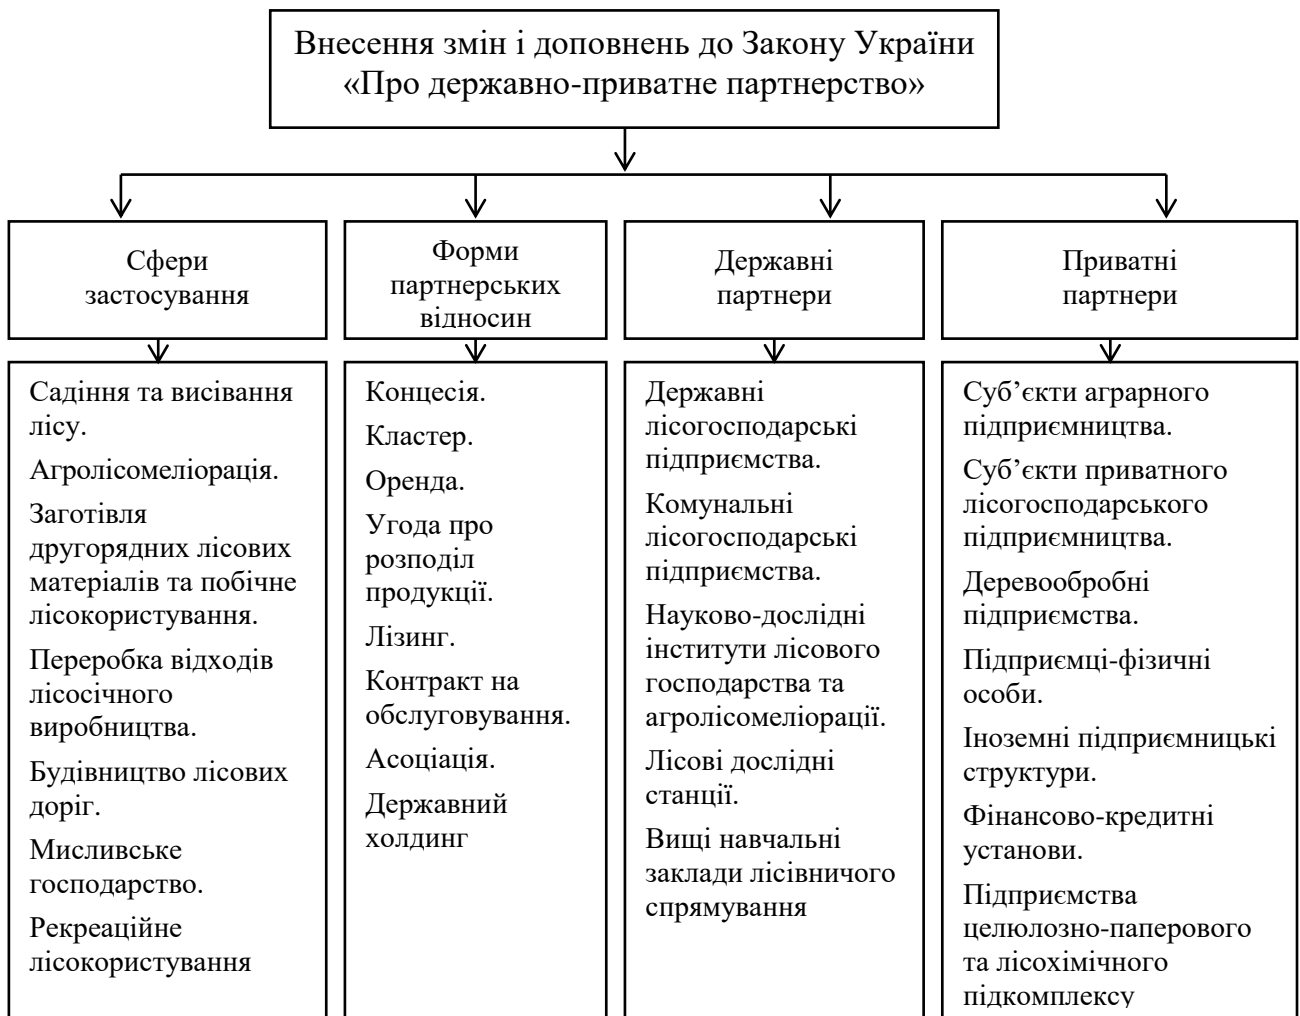 Внесення змін і доповнень до Закону України
«Про державно-приватне партнерство»
Сфери
застосування
Форми
партнерських
відносин
Державні
партнери
Приватні
партнери
Садіння та висівання
лісу.
Агролісомеліорація.
Заготівля
другорядних лісових
матеріалів та побічне
лісокористування.
Переробка відходів
лісосічного
виробництва.
Будівництво лісових
доріг.
Мисливське
господарство.
Рекреаційне
лісокористування
Концесія.
Кластер.
Оренда.
Угода про
розподіл
продукції.
Лізинг.
Контракт на
обслуговування.
Асоціація.
Державний
холдинг
Державні
лісогосподарські
підприємства.
Комунальні
лісогосподарські
підприємства.
Науково-дослідні
інститути лісового
господарства та
агролісомеліорації.
Лісові дослідні
станції.
Вищі навчальні
заклади лісівничого
спрямування
Суб’єкти аграрного
підприємництва.
Суб’єкти приватного
лісогосподарського
підприємництва.
Деревообробні
підприємства.
Підприємці-фізичні
особи.
Іноземні підприємницькі
структури.
Фінансово-кредитні
установи.
Підприємства
целюлозно-паперового
та лісохімічного
підкомплексу